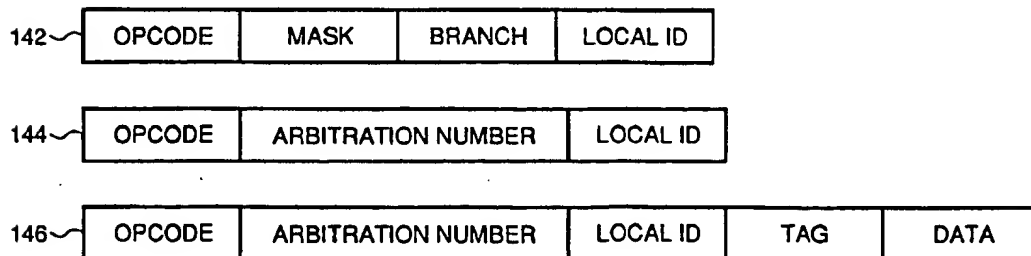 142 OPCODE MASK BRANCH LOCAL ID
144 OPCODE ARBITRATION NUMBER LOCAL ID
146 OPCODE ARBITRATION NUMBER LOCAL ID TAG DATA